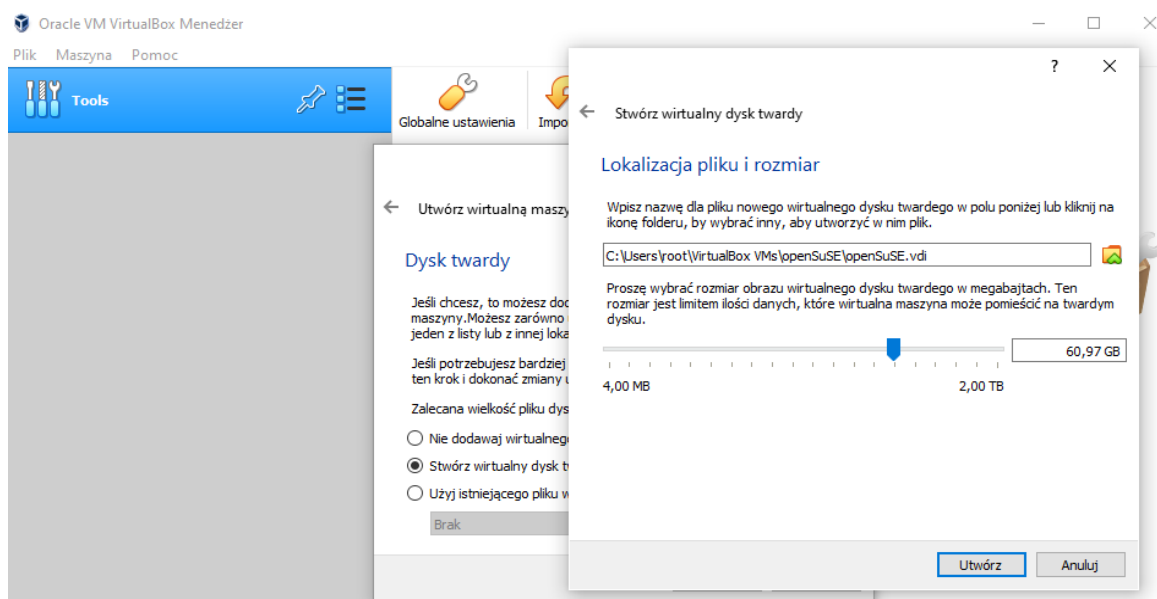 Oracle VM VirtualBox Menedżer
Plik Maszyna Pomoc
Tools
Globalne ustawienia
Impo
Utwórz wirtualną maszy
Dysk twardy
Jeśli chcesz, to możesz doc
maszyny.Możesz zarówno
jeden z listy lub z innej loka
Jeśli potrzebujesz bardziej
ten krok i dokonać zmiany u
Zalecana wielkość pliku dys
Nie dodawaj wirtualneg
Stwórz wirtualny dysk t
Użyj istniejącego pliku w
Brak
?
Stwórz wirtualny dysk twardy
Lokalizacja pliku i rozmiar
Wpisz nazwę dla pliku nowego wirtualnego dysku twardego w polu poniżej lub kliknij na
ikonę folderu, by wybrać inny, aby utworzyć w nim plik.
C:\Users\root\VirtualBox VMs\openSuSE\openSuSE.vdi
Proszę wybrać rozmiar obrazu wirtualnego dysku twardego w megabajtach. Ten
rozmiar jest limitem ilości danych, które wirtualna maszyna może pomieścić na twardym
dysku.
60,97 GB
4,00 MB 2,00 TB
Utwórz Anuluj